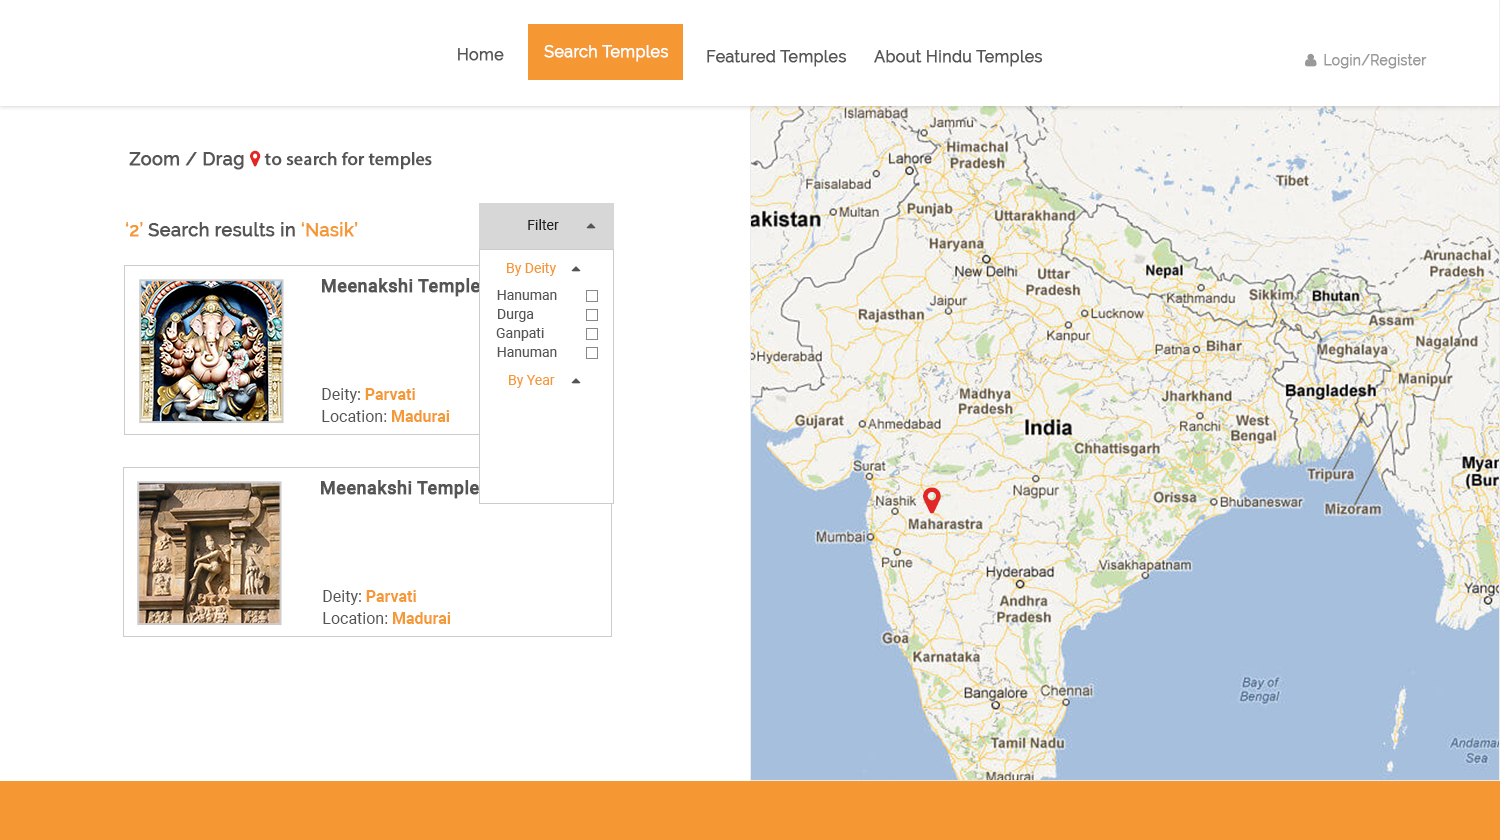 Home
Search Temples
Featured Temples
About Hindu Temples
Login/Register
Zoom / Drag to search for temples
‘2’ Search results in ‘Nasik’
Filter
By Deity
Hanuman
Durga
Ganpati
Hanuman
By Year
Meenakshi Temple
Deity: Parvati
Location: Madurai
Meenakshi Temple
Deity: Parvati
Location: Madurai
Islamabad
Jammu
Himachal
Pradesh
Lahore
Faisalabad
Tibet
Multan
Punjab
Uttarakhand
akistan
Haryana
New Delhi
Uttar
Pradesh
Nepal
Kathmandu
Sikkim
Bhutan
Arunachal
Pradesh
Jaipur
Rajasthan
Lucknow
Kanpur
Assam
Nagaland
Patna
Bihar
Meghalaya
Hyderabad
Manipur
Bangladesh
Madhya
Pradesh
Jharkhand
Ranchi
West
Bengal
Gujarat
Ahmedabad
India
Chhattisgarh
Surat
Tripura
Myar
(Bur
Nagpur
Nashik
Orissa
Bhubaneswar
Mizoram
Maharastra
Mumbai
Pune
Hyderabad
Visakhapatnam
Yango
Andhra
Pradesh
Goa
Karnataka
Bay of
Bengal
Bangalore
Chennai
Tamil Nadu
Andaman
Sea
Madurai